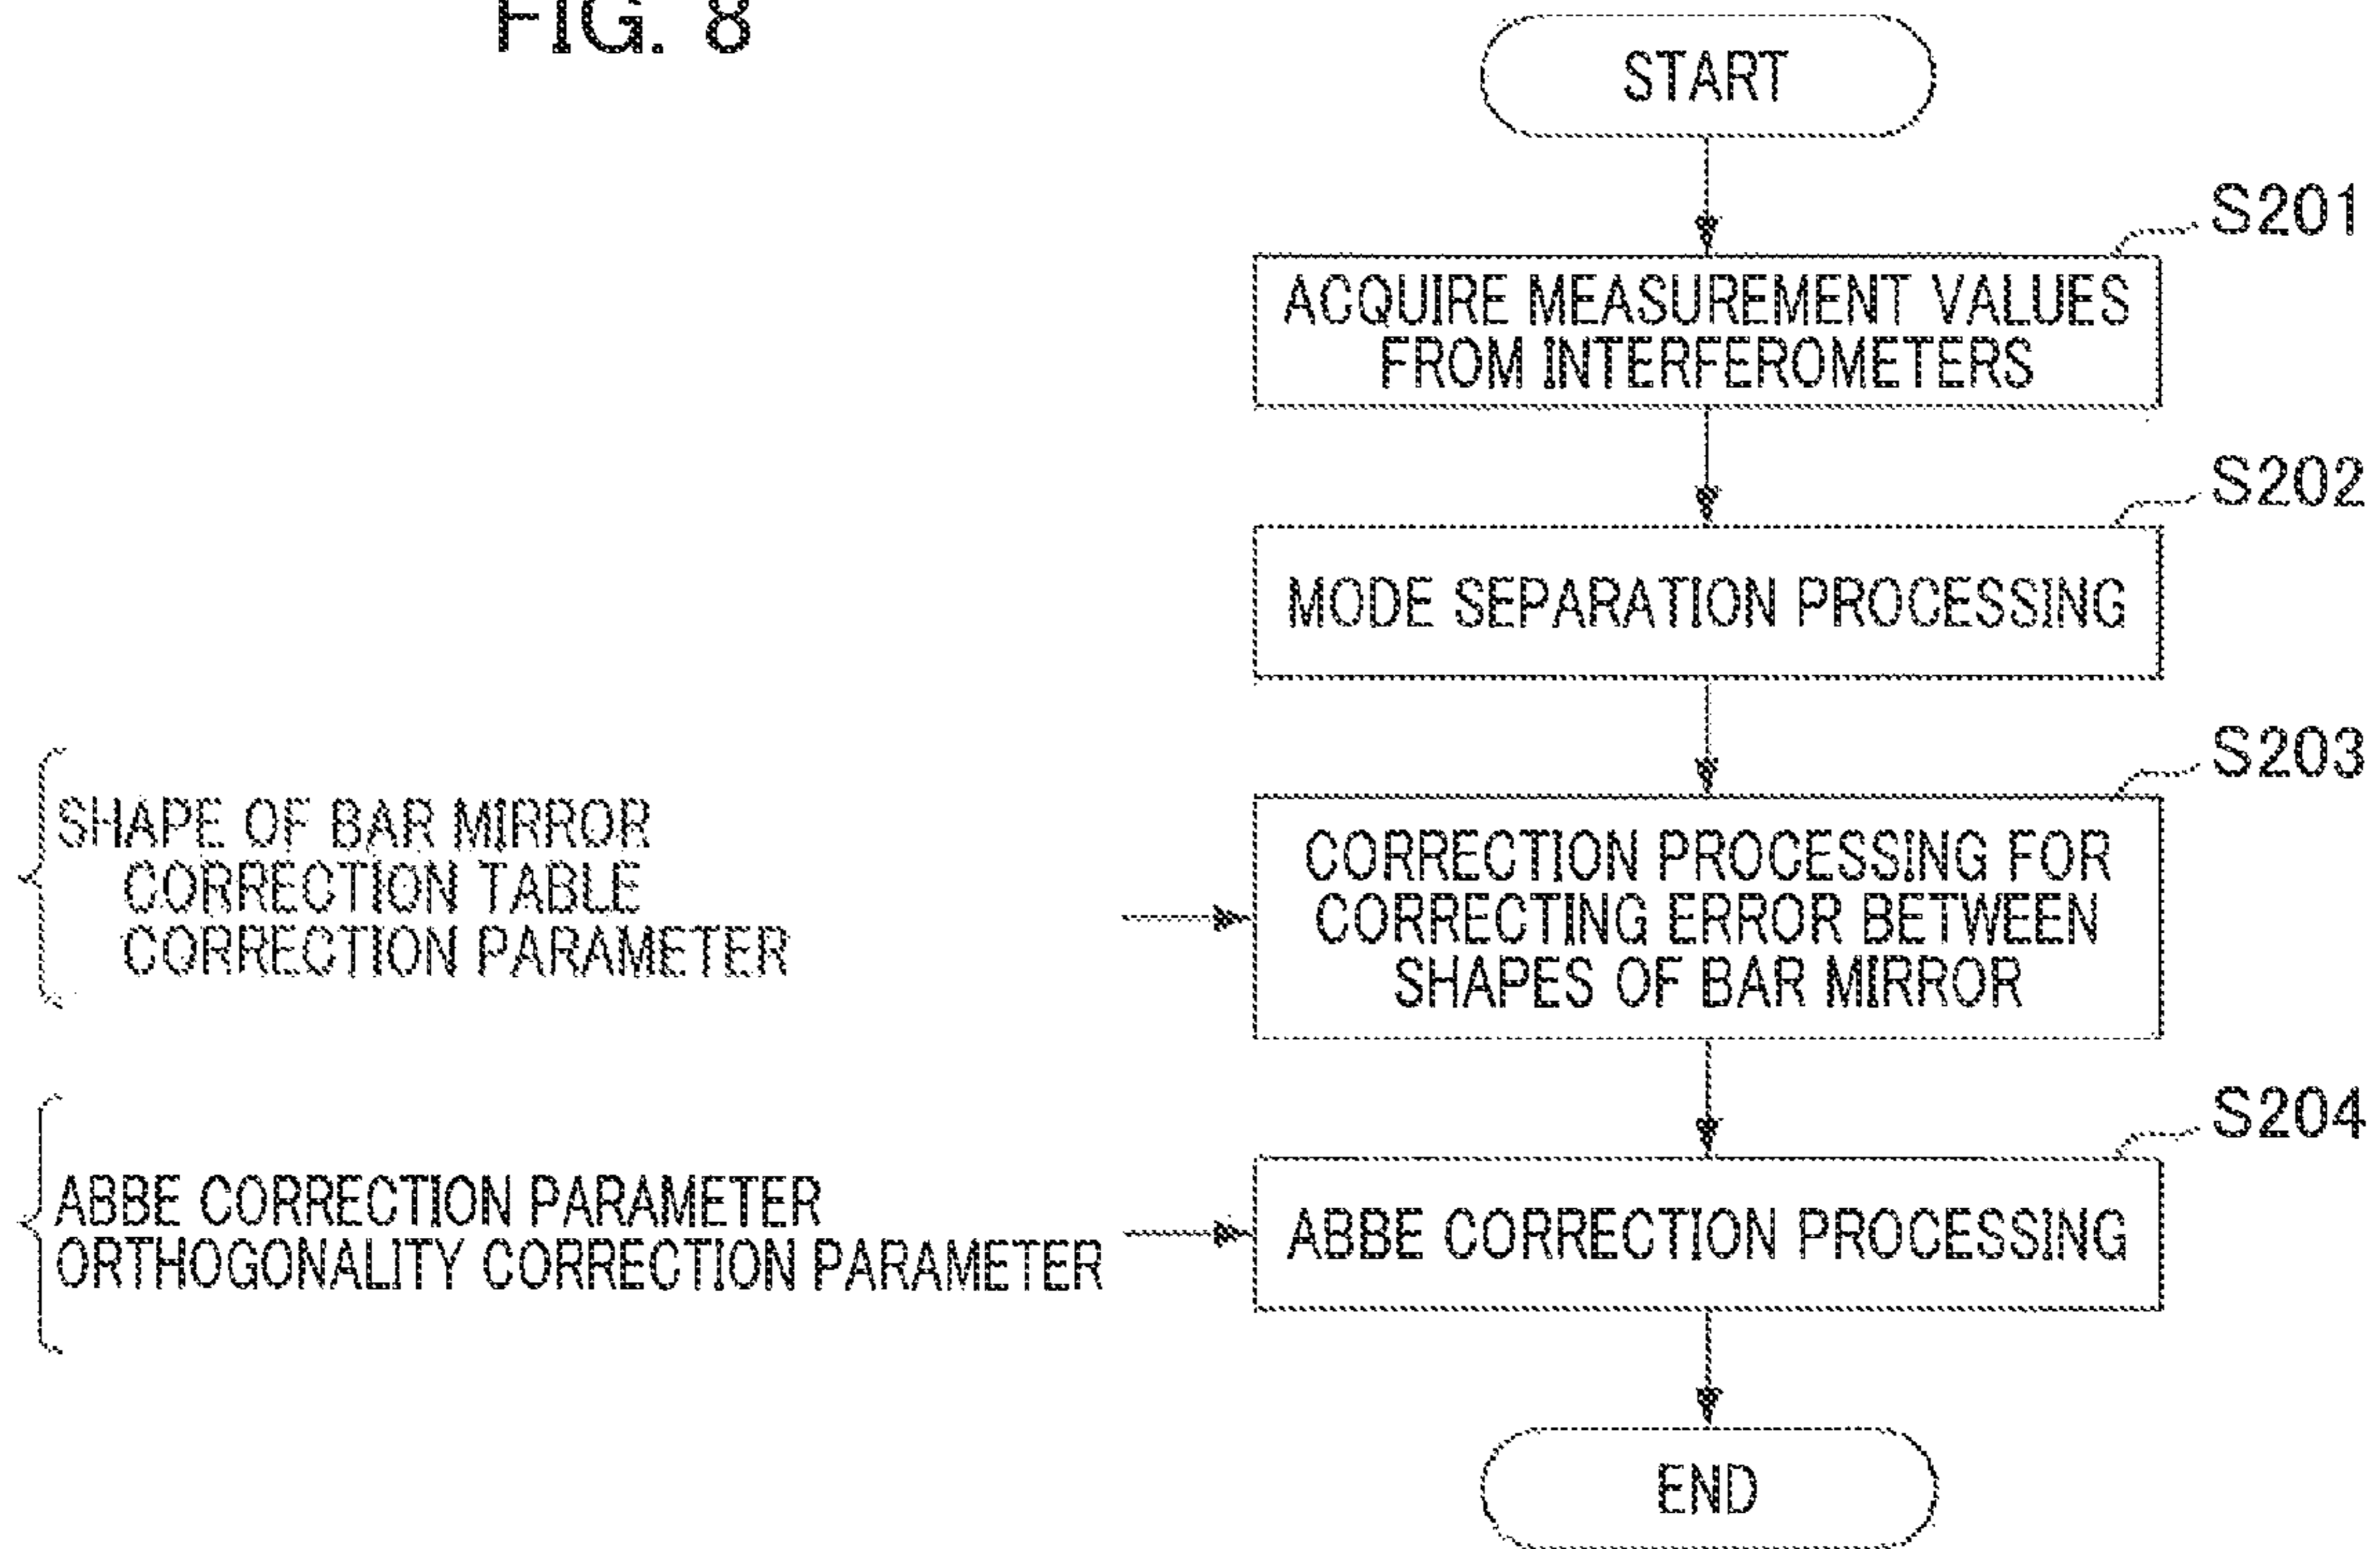 FIG. 8
START
S201
ACQUIRE MEASUREMENT VALUES
FROM INTERFEROMETERS
S202
MODE SEPARATION PROCESSING
S203
SHAPE OF BAR MIRROR
CORRECTION TABLE
CORRECTION PARAMETER
CORRECTION PROCESSING FOR
CORRECTING ERROR BETWEEN
SHAPES OF BAR MIRROR
S204
ABBE CORRECTION PARAMETER
ORTHOGONALITY CORRECTION PARAMETER
ABBE CORRECTION PROCESSING
END